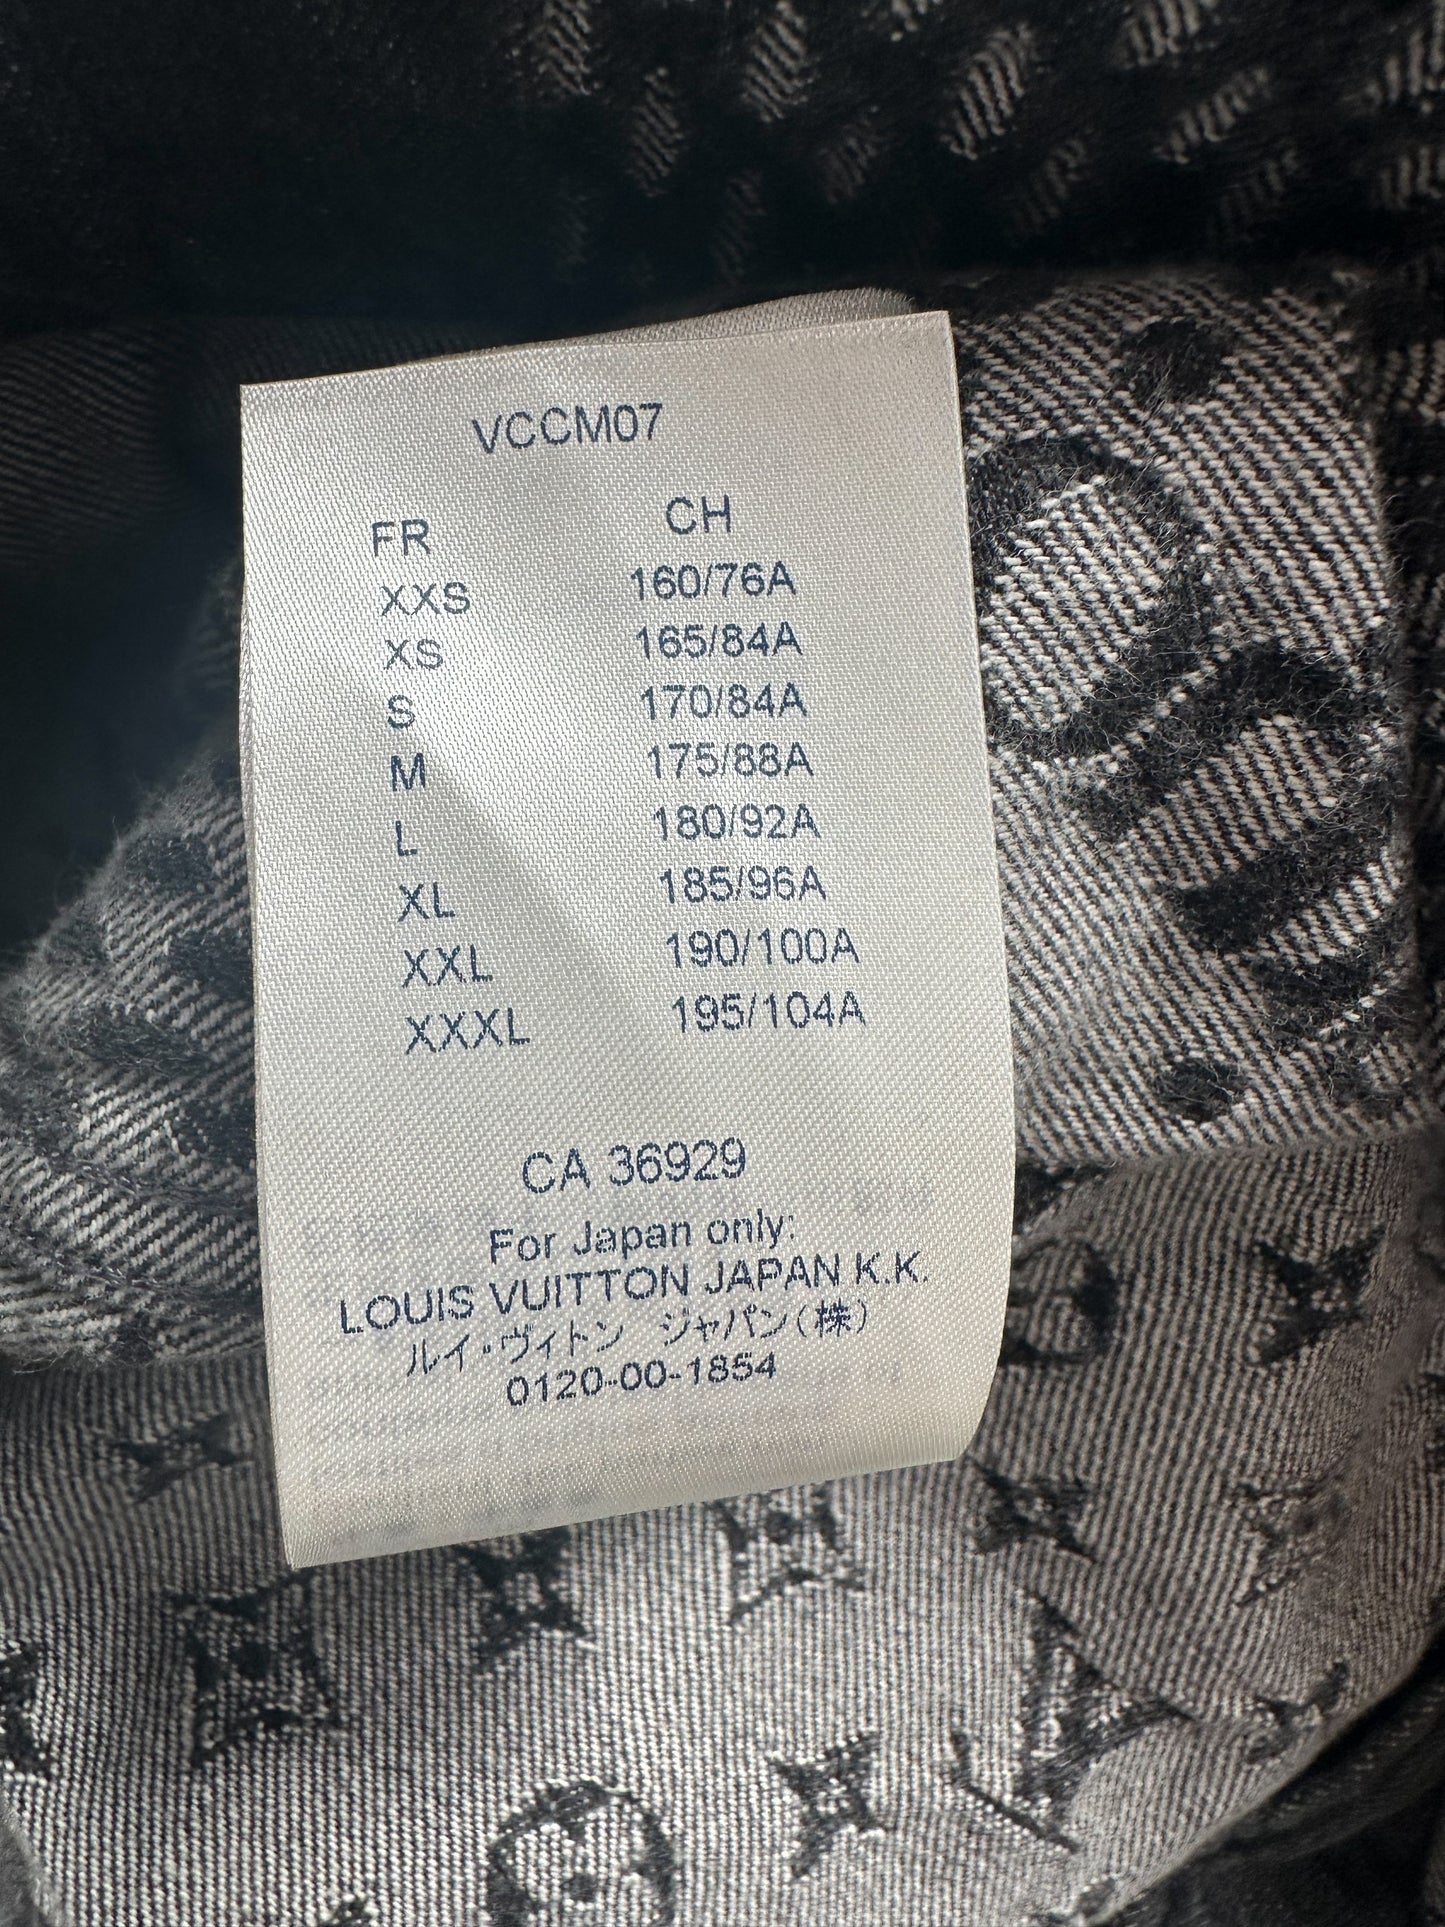 VCCM07
FR CH
XXS 160/76A
XS 165/84A
S 170/84A
M 175/88A
L 180/92A
XL 185/96A
XXL 190/100A
XXXL 195/104A
CA 36929
For Japan only:
LOUIS VUITTON JAPAN K.K.
ルイ・ヴィトン ジャパン(株)
0120-00-1854